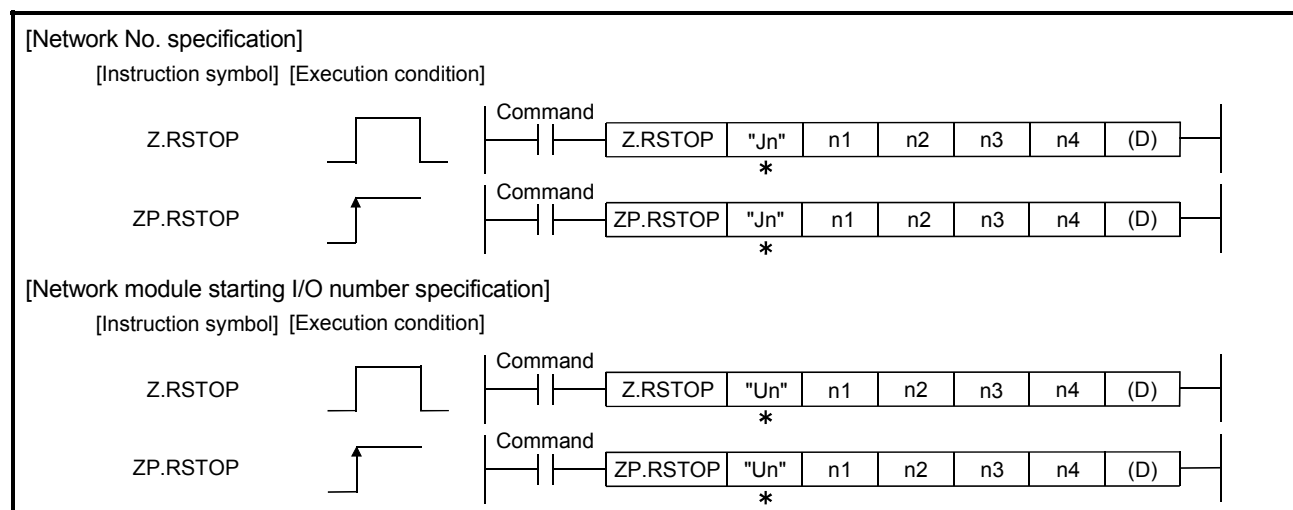 [Network No. specification]
[Instruction symbol] [Execution condition]
Command
Z.RSTOP Z.RSTOP "Jn" n1 n2 n3 n4 (D)
*
Command
ZP.RSTOP ZP.RSTOP "Jn" n1 n2 n3 n4 (D)
*
[Network module starting I/O number specification]
[Instruction symbol] [Execution condition]
Command
Z.RSTOP Z.RSTOP "Un" n1 n2 n3 n4 (D)
*
Command
ZP.RSTOP ZP.RSTOP "Un" n1 n2 n3 n4 (D)
*